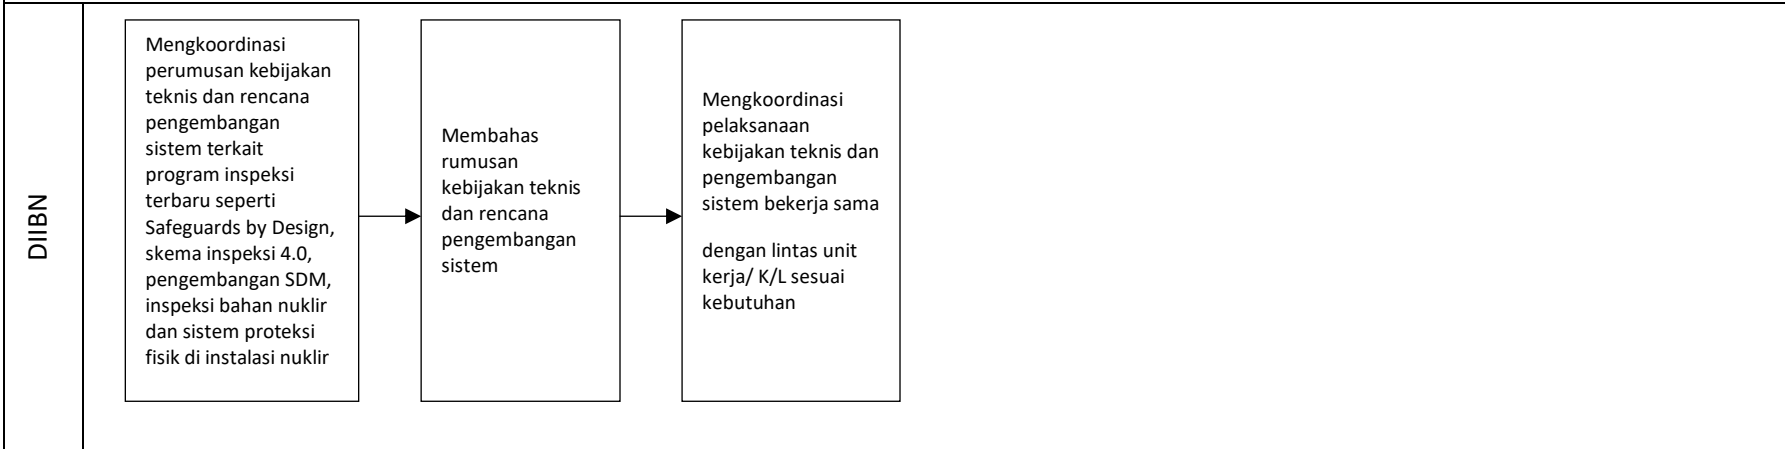 DIIBN
Mengkoordinasi
perumusan kebijakan
teknis dan rencana
pengembangan
sistem terkait
program inspeksi
terbaru seperti
Safeguards by Design,
skema inspeksi 4.0,
pengembangan SDM,
inspeksi bahan nuklir
dan sistem proteksi
fisik di instalasi nuklir
Membahas
rumusan
kebijakan teknis
dan rencana
pengembangan
sistem
Mengkoordinasi
pelaksanaan
kebijakan teknis dan
pengembangan
sistem bekerja sama
dengan lintas unit
kerja/ K/L sesuai
kebutuhan